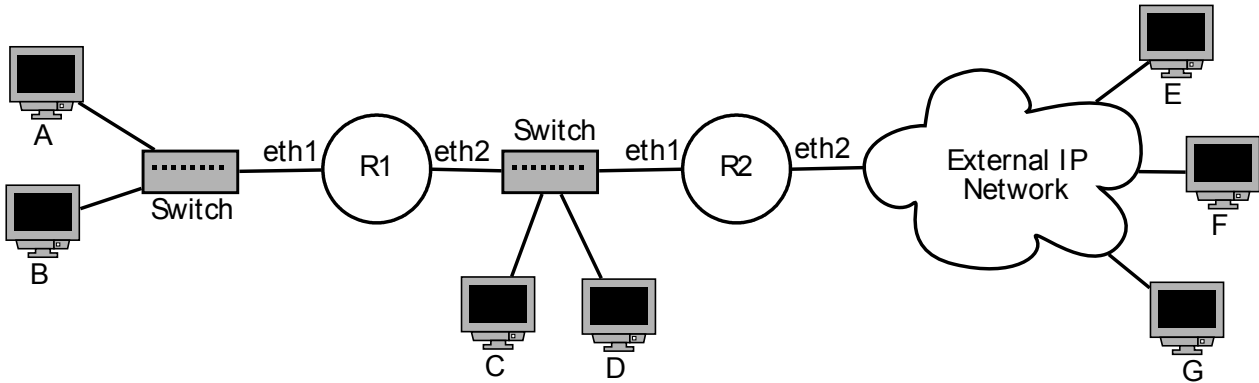 A
B
Switch
eth1
R1
eth2
Switch
C
D
eth1
R2
eth2
External IP
Network
E
F
G